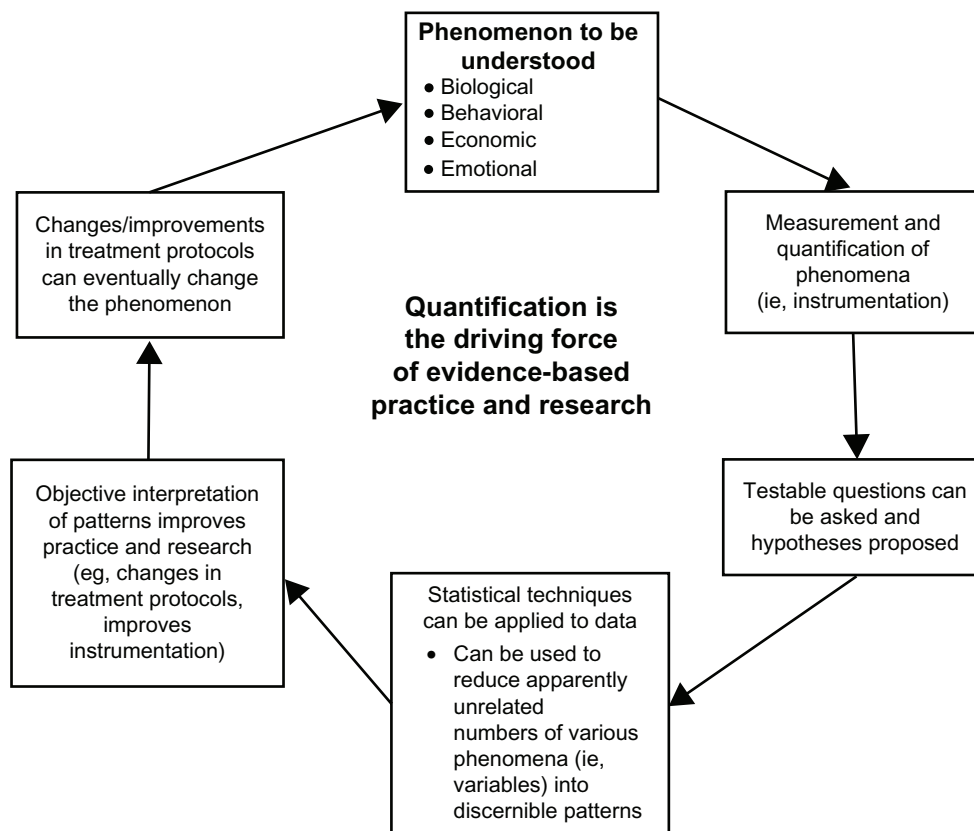 Phenomenon to be
understood
● Biological
● Behavioral
● Economic
● Emotional
Measurement and
quantification of
phenomena
(ie, instrumentation)
Testable questions can
be asked and
hypotheses proposed
Statistical techniques
can be applied to data
• Can be used to
reduce apparently
unrelated
numbers of various
phenomena (ie,
variables) into
discernible patterns
Objective interpretation
of patterns improves
practice and research
(eg, changes in
treatment protocols,
improves
instrumentation)
Changes/improvements
in treatment protocols
can eventually change
the phenomenon
Quantification is
the driving force
of evidence-based
practice and research